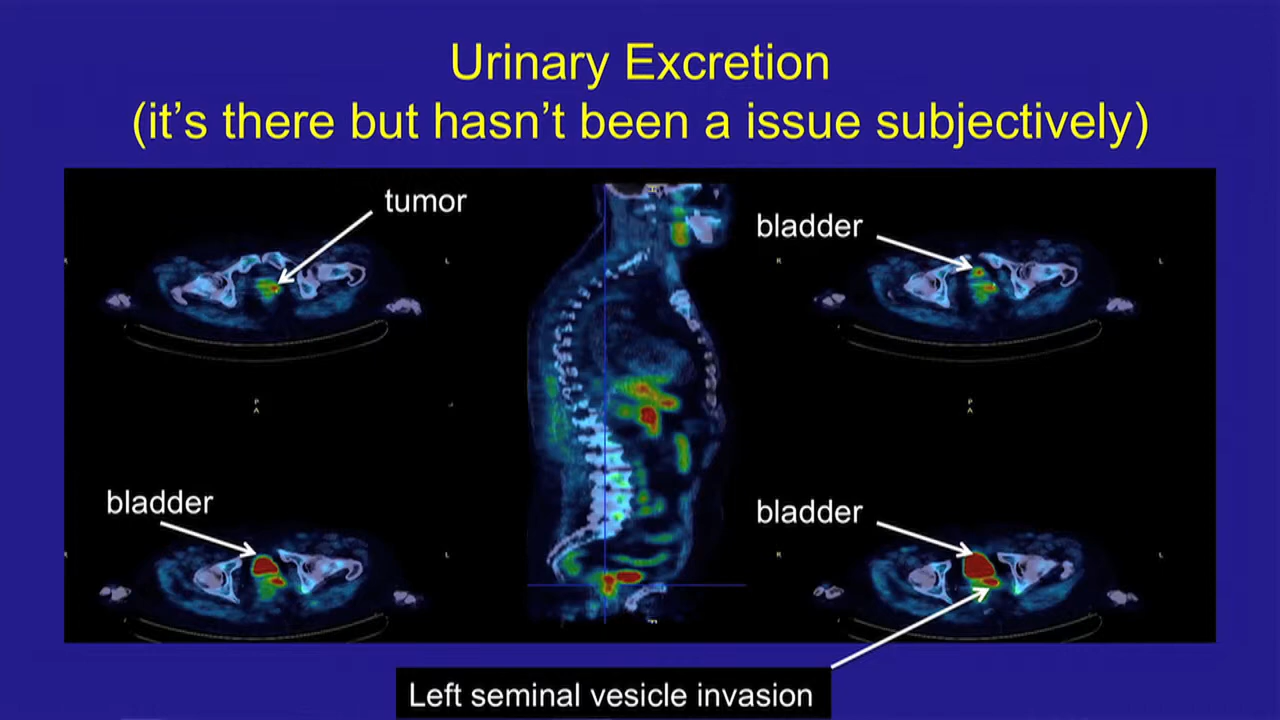 Urinary Excretion
(it's there but hasn't been a issue subjectively)
tumor
bladder
R
L
R
L
P
A
P
A
bladder
bladder
R
L
R
L
Left seminal vesicle invasion